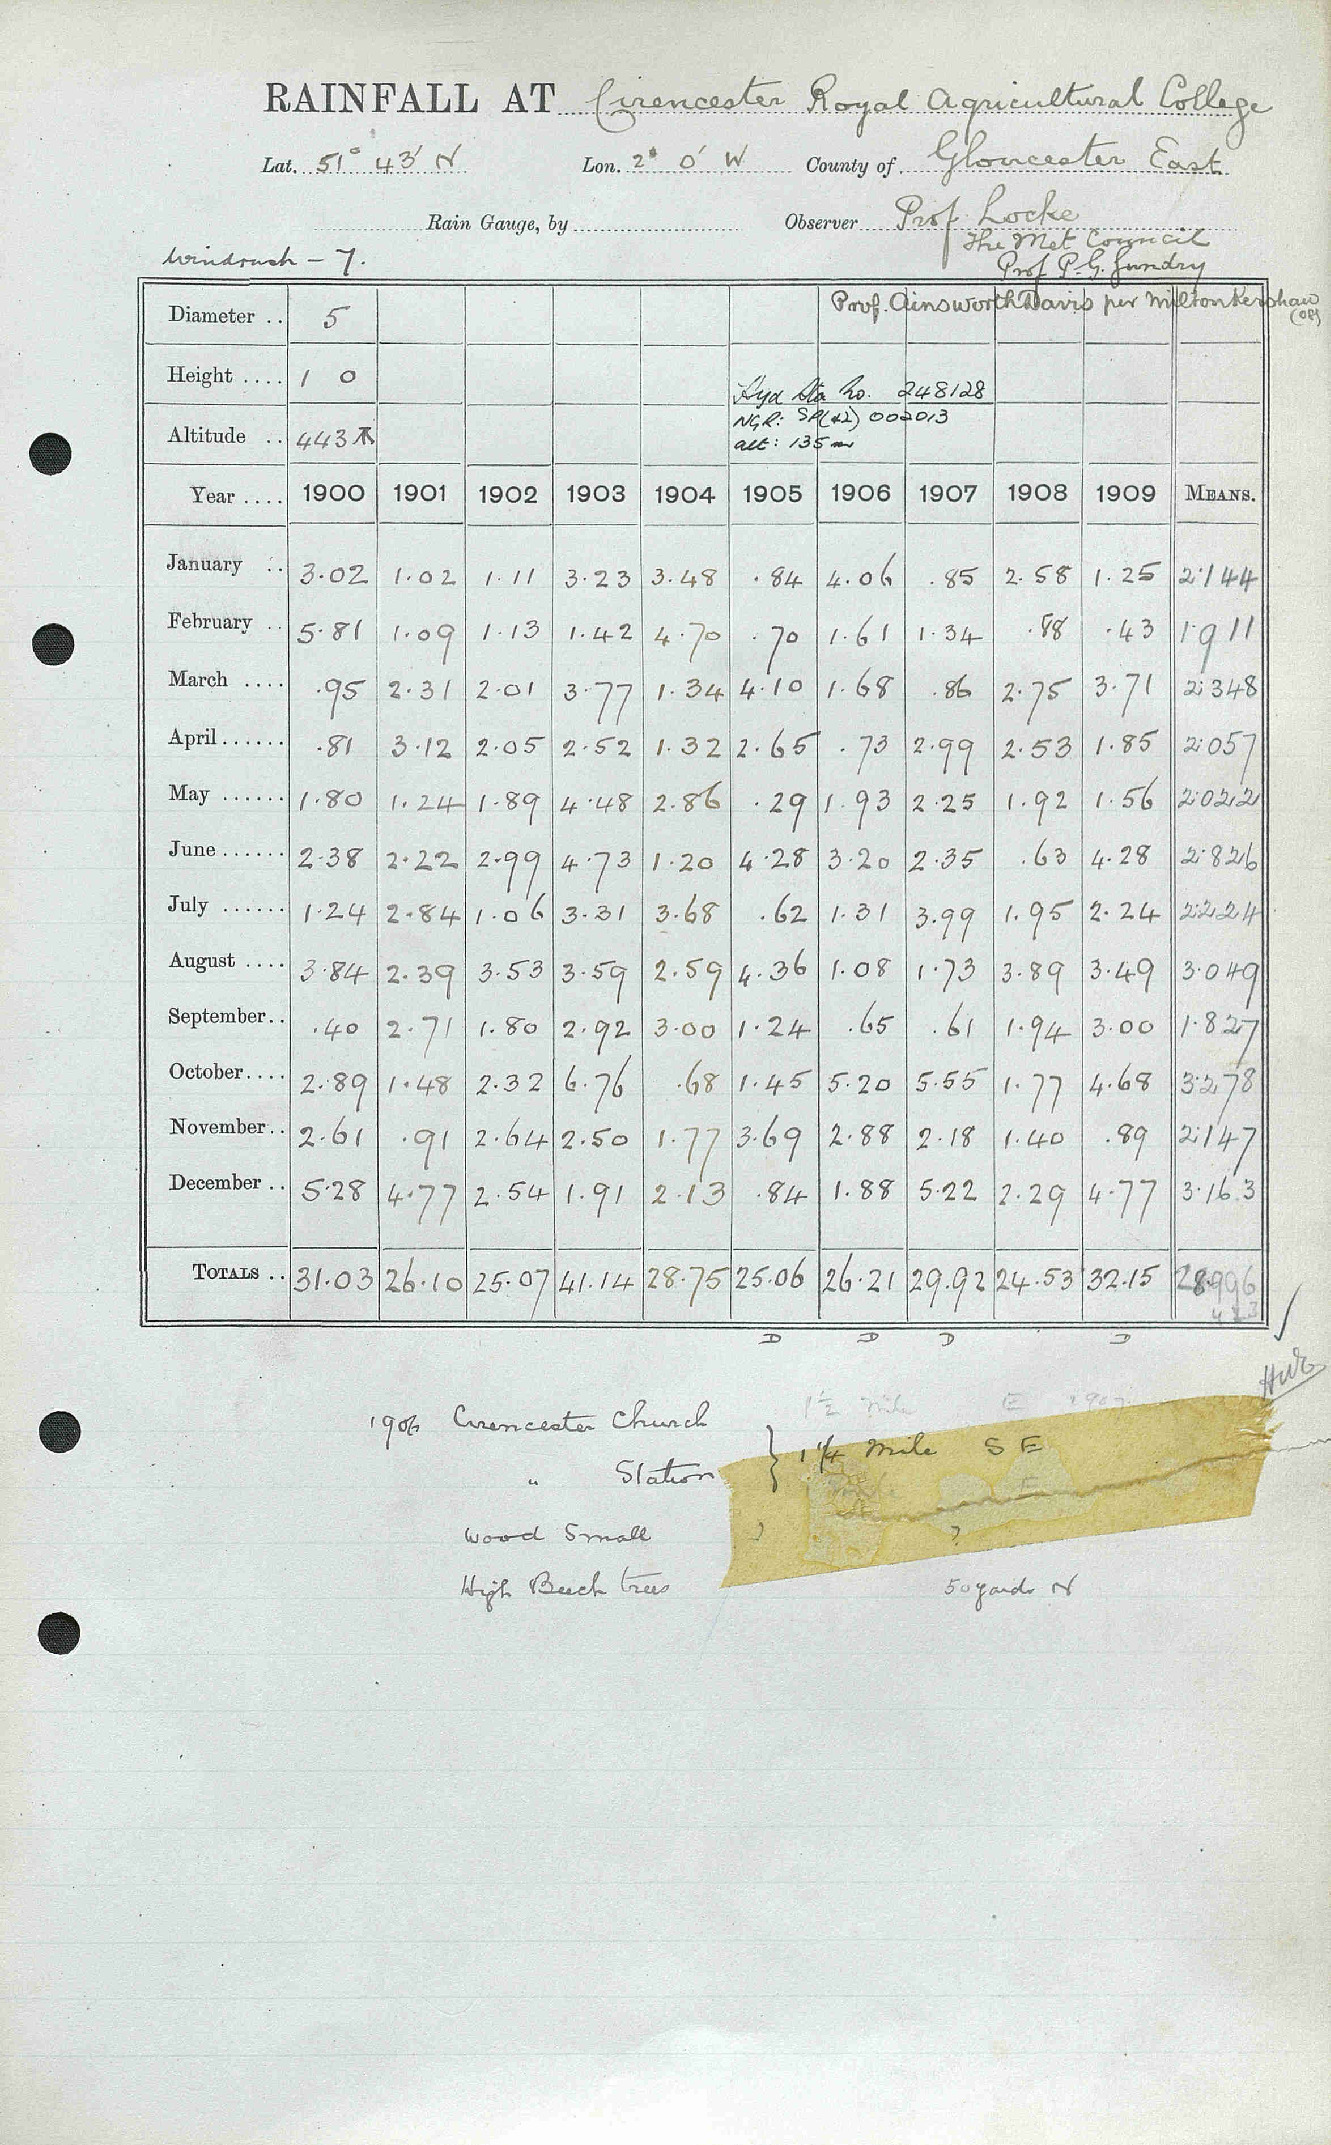 RAINFALL AT Cirencester Royal Agricultural College
Lat. 51° 43' N Lon. 2° 0' W County of Gloucester East
Rain Gauge, by Observer Prof Locke
The Met Council
Windrush - 7. Prof P. G. Gundry
Prof. Ainsworth Davis per Milton Kershaw
(08)
Diameter .. 5
Height .... 1 0
Hyd Sta No. 248128
NGR: SP(42) 002013
Altitude .. 443
alt: 135m
Year .... 1900 1901 1902 1903 1904 1905 1906 1907 1908 1909 MEANS.
January .. 3.02 1.02 1.11 3.23 3.48 .84 4.06 .85 2.58 1.25 2.144
February .. 5.81 1.09 1.13 1.42 4.70 .70 1.61 1.34 .88 .43 1.911
March .... .95 2.31 2.01 3.77 1.34 4.10 1.68 .86 2.75 3.71 2.348
April ...... .81 3.12 2.05 2.52 1.32 2.65 .73 2.99 2.53 1.85 2.057
May ...... 1.80 1.24 1.89 4.48 2.86 .29 1.93 2.25 1.92 1.56 2.022
June ...... 2.38 2.22 2.99 4.73 1.20 4.28 3.20 2.35 .63 4.28 2.826
July ...... 1.24 2.84 1.06 3.31 3.68 .62 1.31 3.99 1.95 2.24 2.224
August .... 3.84 2.39 3.53 3.59 2.59 4.36 1.08 1.73 3.89 3.49 3.049
September.. .40 2.71 1.80 2.92 3.00 1.24 .65 .61 1.94 3.00 1.827
October.... 2.89 1.48 2.32 6.76 .68 1.45 5.20 5.55 1.77 4.68 3.278
November.. 2.61 .91 2.64 2.50 1.77 3.69 2.88 2.18 1.40 .89 2.147
December .. 5.28 4.77 2.54 1.91 2.13 .84 1.88 5.22 2.29 4.77 3.163
TOTALS .. 31.03 26.10 25.07 41.14 28.75 25.06 26.21 29.92 24.53 32.15 28.996
D D D D
1½ Mile E
1906 Cirencester Church
" Station } 1¼ Mile S E
Wood Small ? ?
High Beech trees 50 yards N